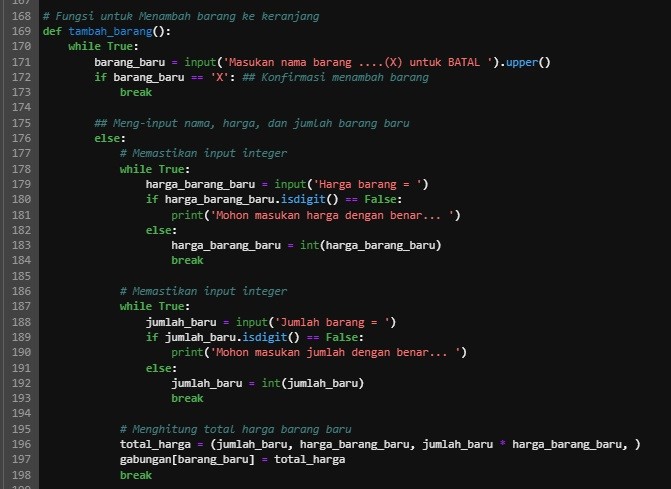 168 # Fungsi untuk Menambah barang ke keranjang
169 def tambah_barang():
170     while True:
171         barang_baru = input('Masukan nama barang ....(X) untuk BATAL ').upper()
172         if barang_baru == 'X': ## Konfirmasi menambah barang
173             break
174
175         ## Meng-input nama, harga, dan jumlah barang baru
176         else:
177             # Memastikan input integer
178             while True:
179                 harga_barang_baru = input('Harga barang = ')
180                 if harga_barang_baru.isdigit() == False:
181                     print('Mohon masukan harga dengan benar... ')
182                 else:
183                     harga_barang_baru = int(harga_barang_baru)
184                     break
185
186             # Memastikan input integer
187             while True:
188                 jumlah_baru = input('Jumlah barang = ')
189                 if jumlah_baru.isdigit() == False:
190                     print('Mohon masukan jumlah dengan benar... ')
191                 else:
192                     jumlah_baru = int(jumlah_baru)
193                     break
194
195             # Menghitung total harga barang baru
196             total_harga = (jumlah_baru, harga_barang_baru, jumlah_baru * harga_barang_baru, )
197             gabungan[barang_baru] = total_harga
198             break